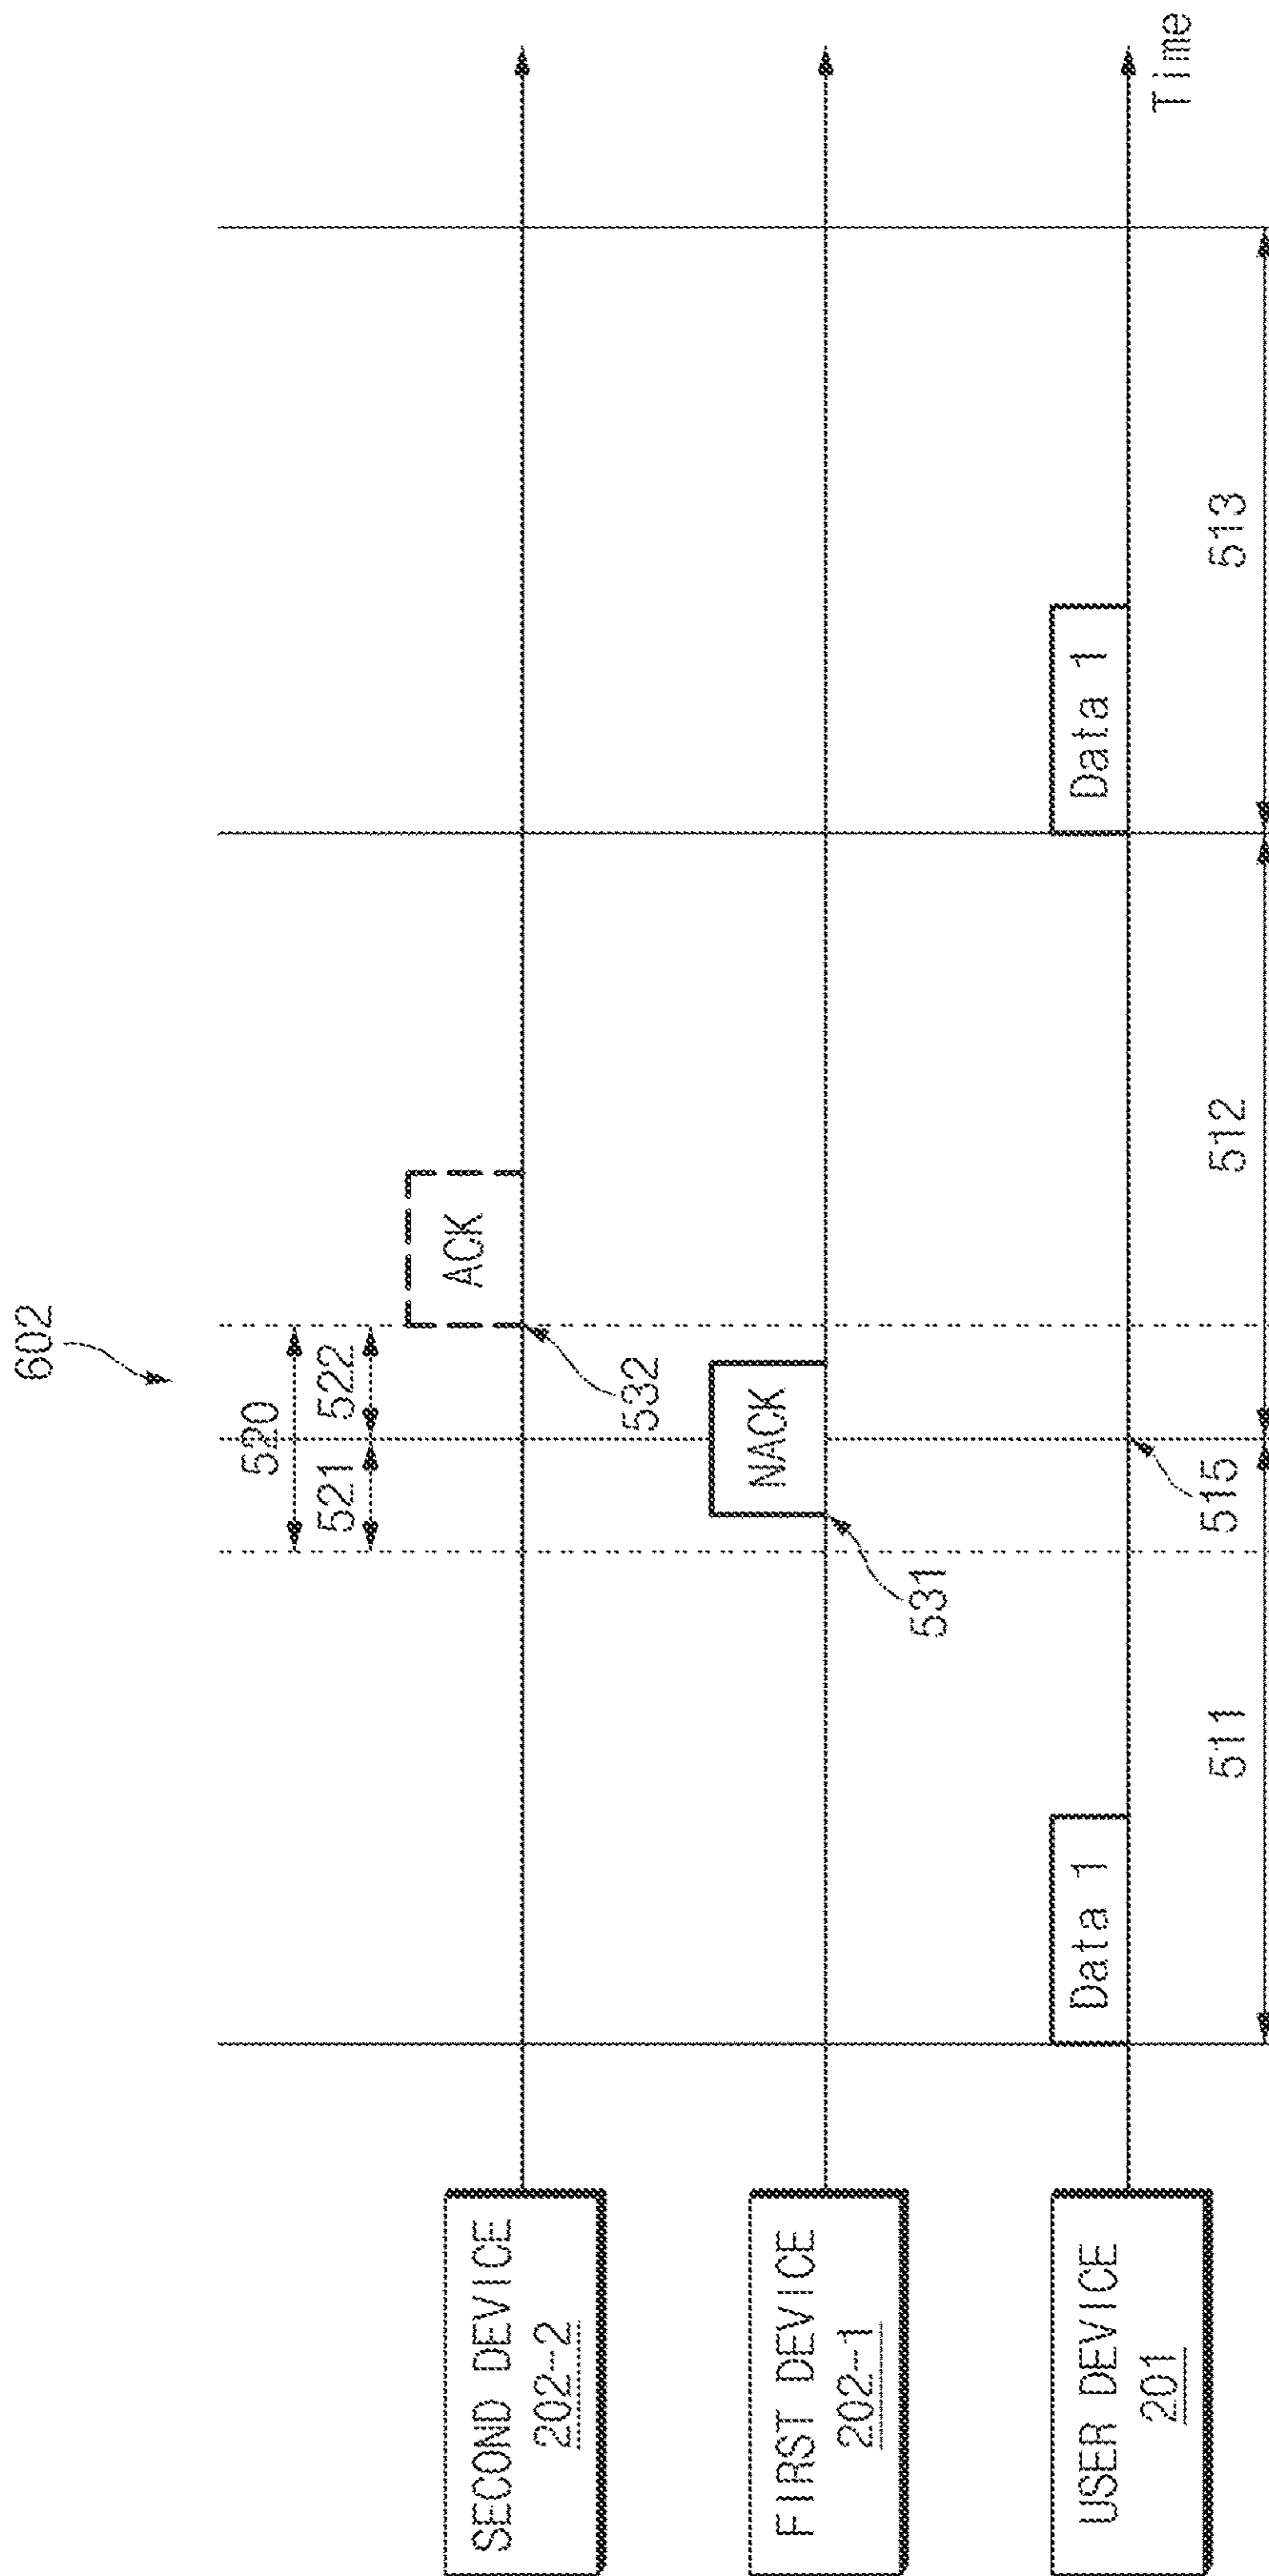 602
520
521 522
SECOND DEVICE
202-2
ACK
532
FIRST DEVICE
202-1
NACK
531
USER DEVICE
201
Data 1
Data 1
515
Time
511
512
513